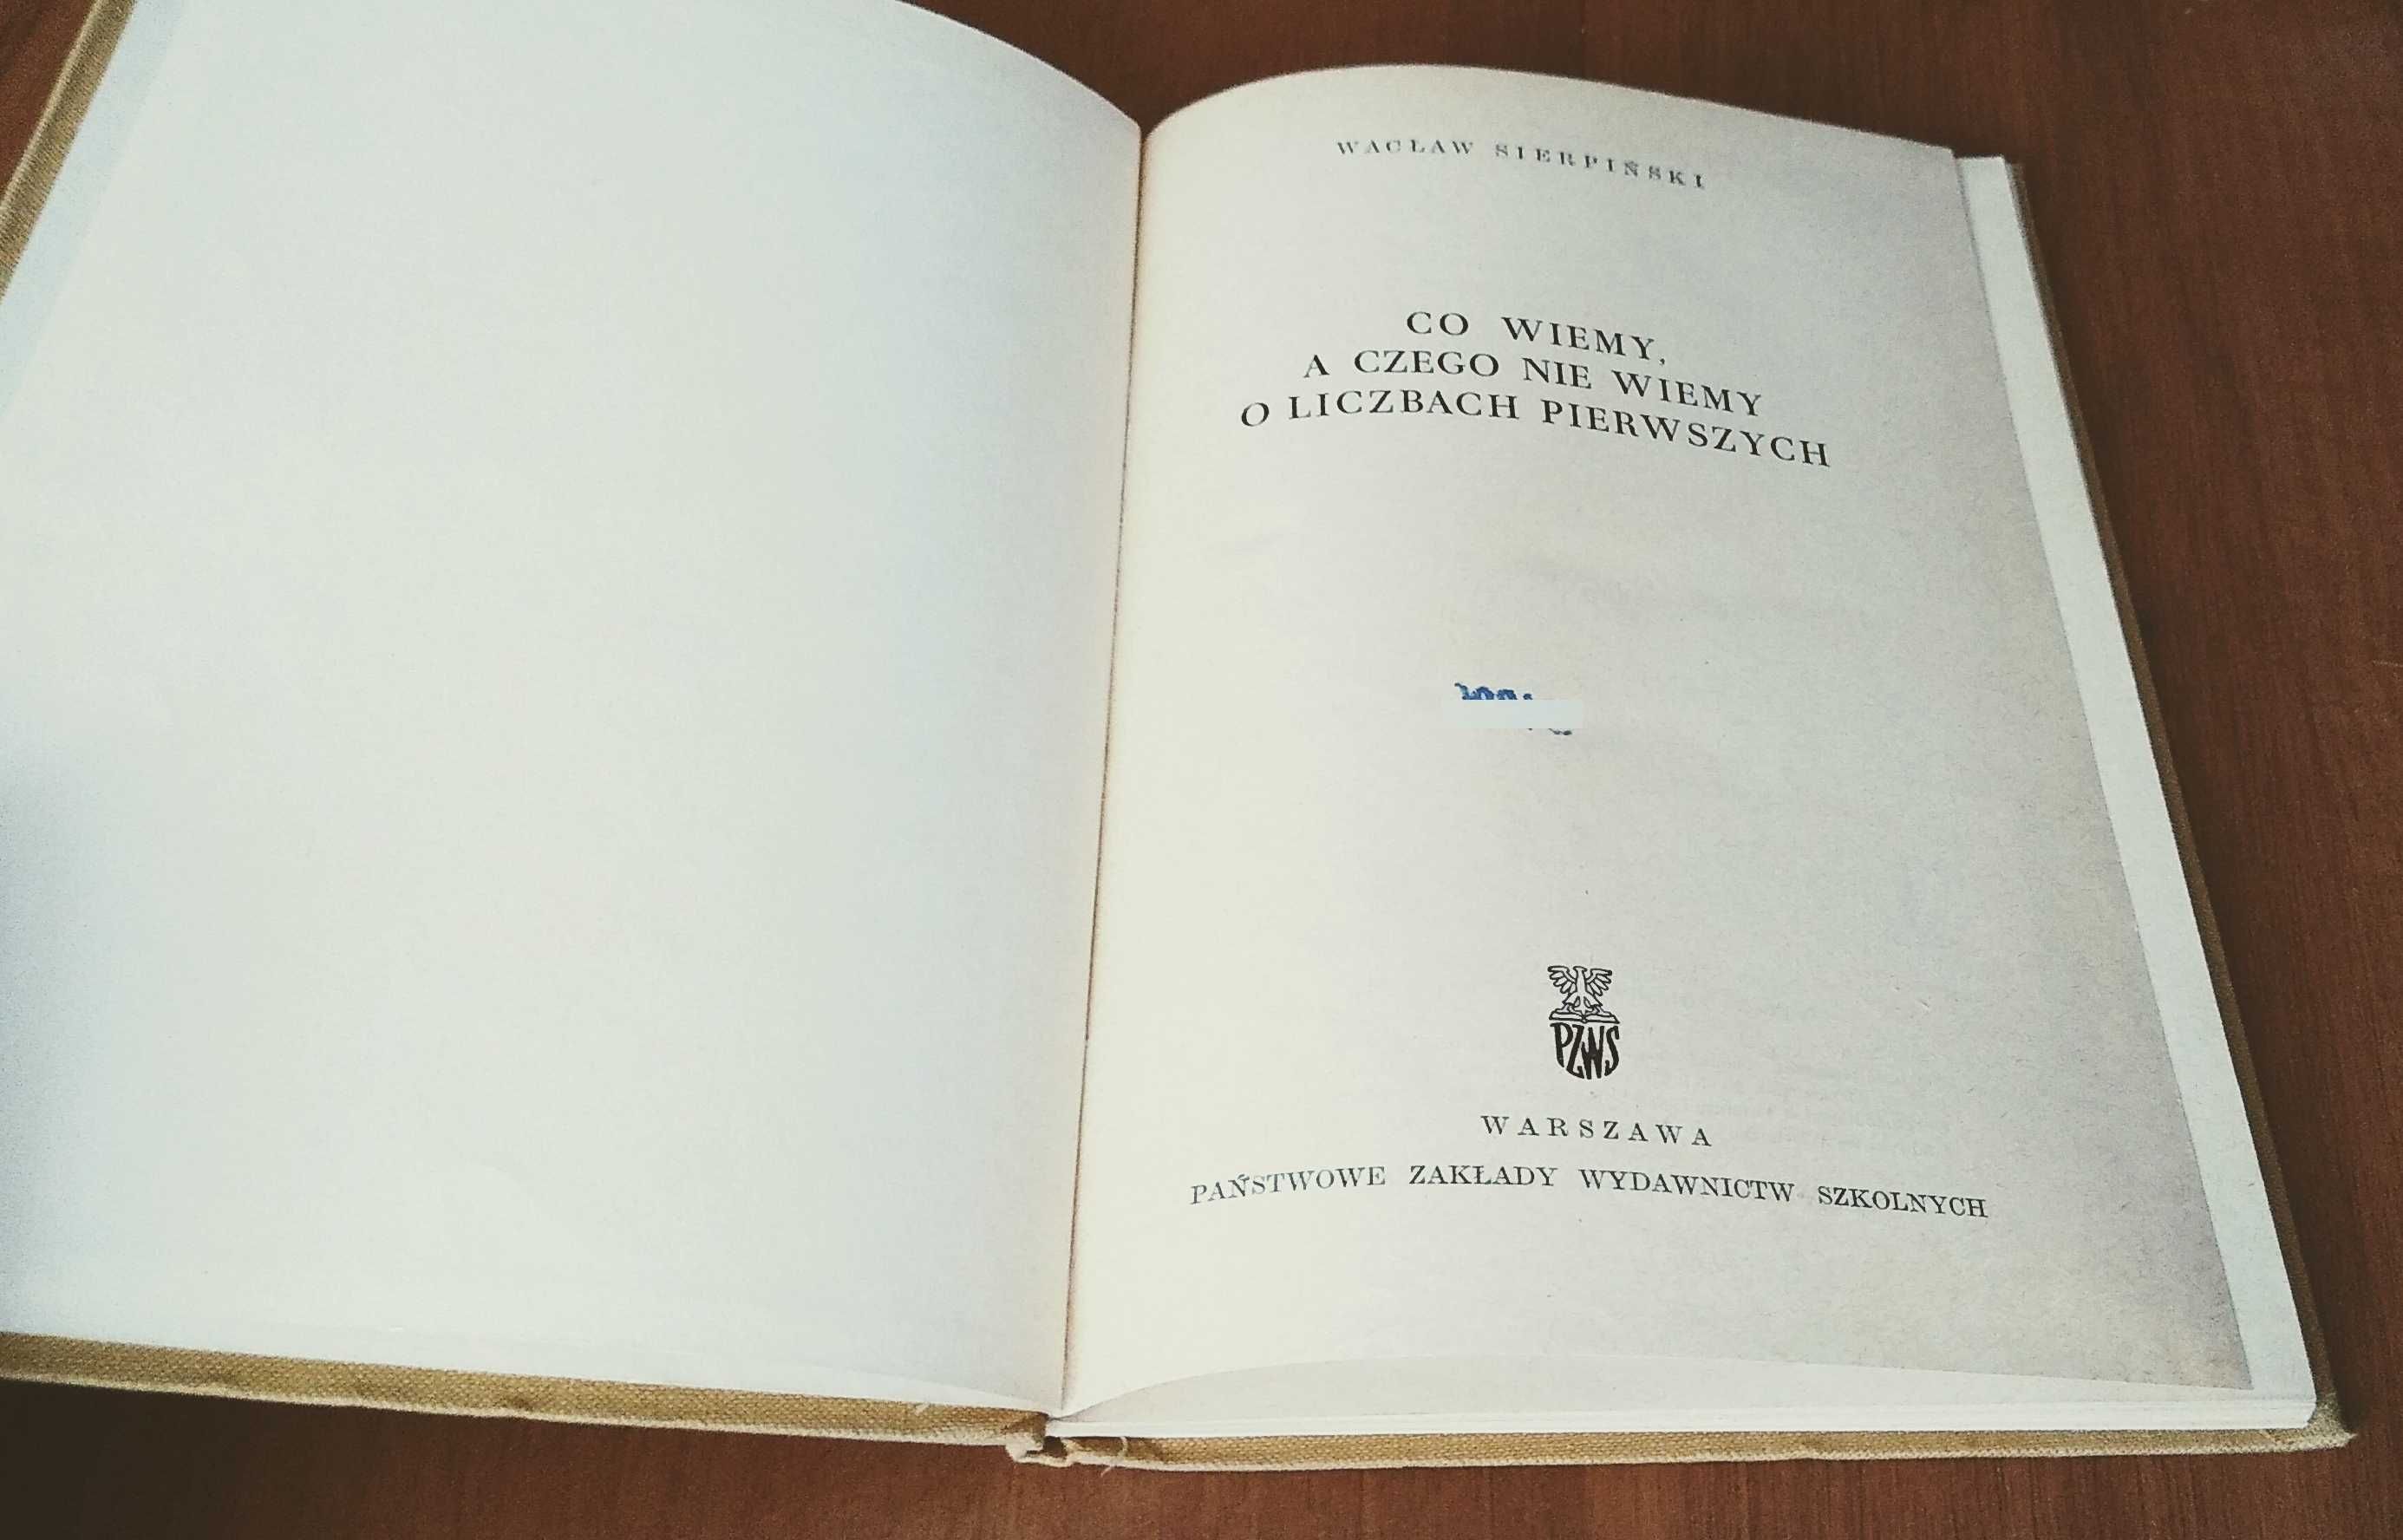 WACŁAW SIERPIŃSKI
CO WIEMY,
A CZEGO NIE WIEMY
O LICZBACH PIERWSZYCH
PZWS
WARSZAWA
PAŃSTWOWE ZAKŁADY WYDAWNICTW SZKOLNYCH